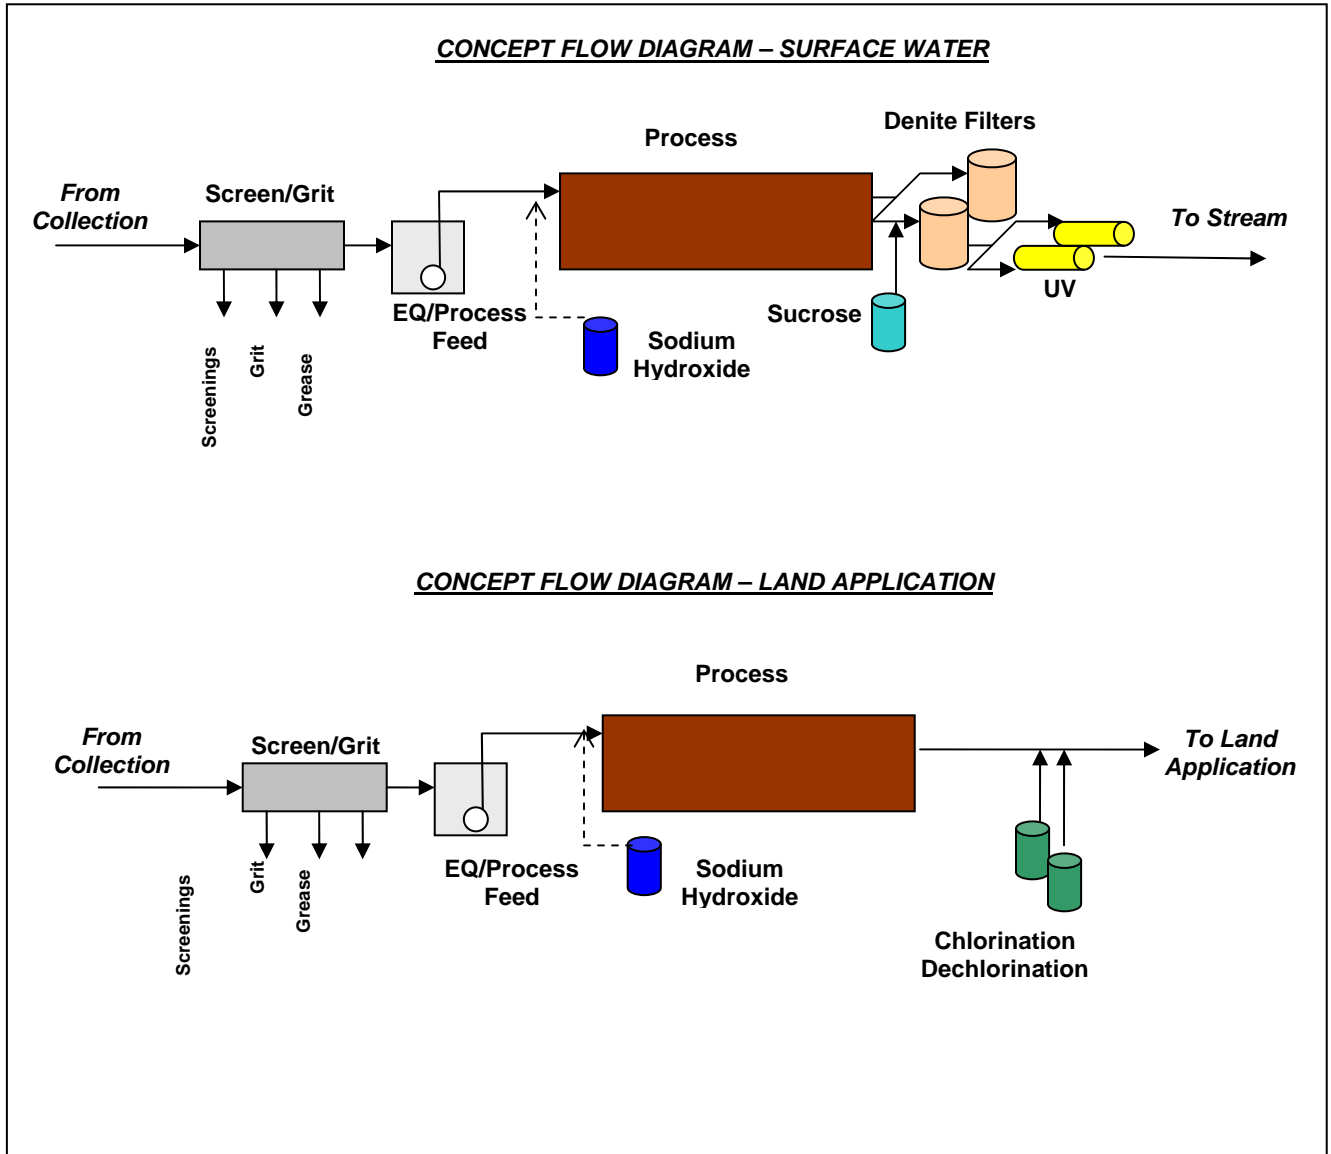 CONCEPT FLOW DIAGRAM – SURFACE WATER
Denite Filters
Process
From
Collection
Screen/Grit
To Stream
EQ/Process
Feed
Sucrose
UV
Sodium
Hydroxide
Screenings
Grit
Grease
CONCEPT FLOW DIAGRAM – LAND APPLICATION
Process
From
Collection
Screen/Grit
To Land
Application
EQ/Process
Feed
Sodium
Hydroxide
Screenings
Grit
Grease
Chlorination
Dechlorination